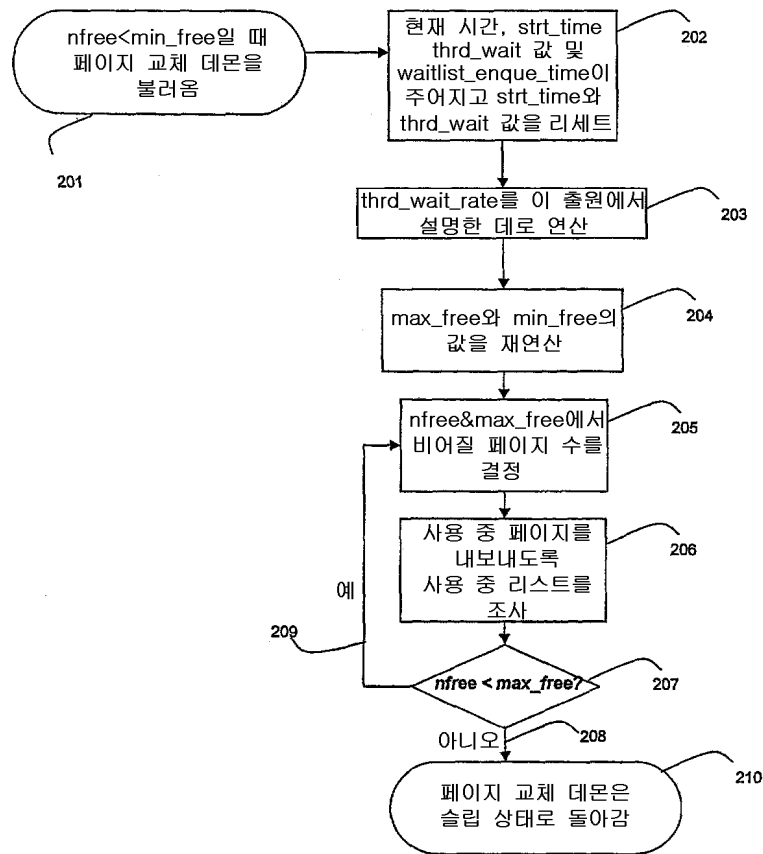 nfree<min_free일 때
페이지 교체 데몬을
불러옴
201
현재 시간, strt_time
thrd_wait 값 및
waitlist_enque_time이
주어지고 strt_time와
thrd_wait 값을 리세트
202
thrd_wait_rate를 이 출원에서
설명한 데로 연산
203
max_free와 min_free의
값을 재연산
204
nfree&max_free에서
비어질 페이지 수를
결정
205
사용 중 페이지를
내보내도록
사용 중 리스트를
조사
206
예
209
nfree < max_free?
207
아니오
208
페이지 교체 데몬은
슬립 상태로 돌아감
210